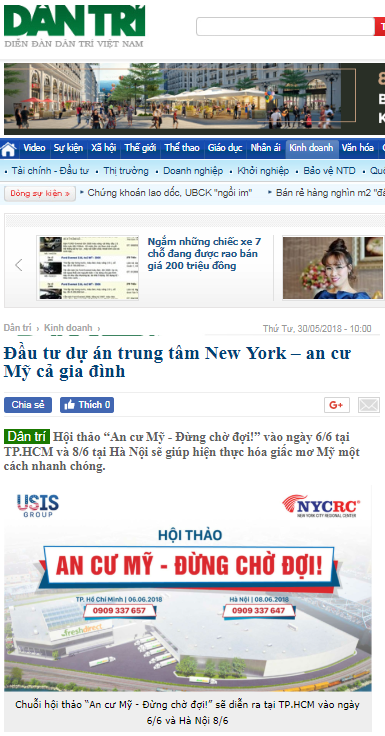 DÂN TRÍ
DIỄN ĐÀN DÂN TRÍ VIỆT NAM
Video Sự kiện Xã hội Thế giới Thể thao Giáo dục Nhân ái Kinh doanh Văn hóa
Tài chính - Đầu tư Thị trường Doanh nghiệp Khởi nghiệp Bảo vệ NTD
Dòng sự kiện » Chứng khoán lao dốc, UBCK "ngồi im" Bán rẻ hàng nghìn m2
Ngắm những chiếc xe 7
chỗ đang được rao bán
giá 200 triệu đồng
Dân trí › Kinh doanh › Thứ Tư, 30/05/2018 - 10:00
Đầu tư dự án trung tâm New York – an cư
Mỹ cả gia đình
Chia sẻ Thích 0 G+
Dân trí Hội thảo “An cư Mỹ - Đừng chờ đợi!” vào ngày 6/6 tại
TP.HCM và 8/6 tại Hà Nội sẽ giúp hiện thực hóa giấc mơ Mỹ một
cách nhanh chóng.
USIS
GROUP
NYCRC
NEW YORK CITY REGIONAL CENTER
HỘI THẢO
AN CƯ MỸ - ĐỪNG CHỜ ĐỢI!
TP. Hồ Chí Minh | 06.06.2018 Hà Nội | 08.06.2018
0909 337 657 0909 337 647
freshdirect
Chuỗi hội thảo “An cư Mỹ - Đừng chờ đợi!” sẽ diễn ra tại TP.HCM vào ngày
6/6 và Hà Nội 8/6